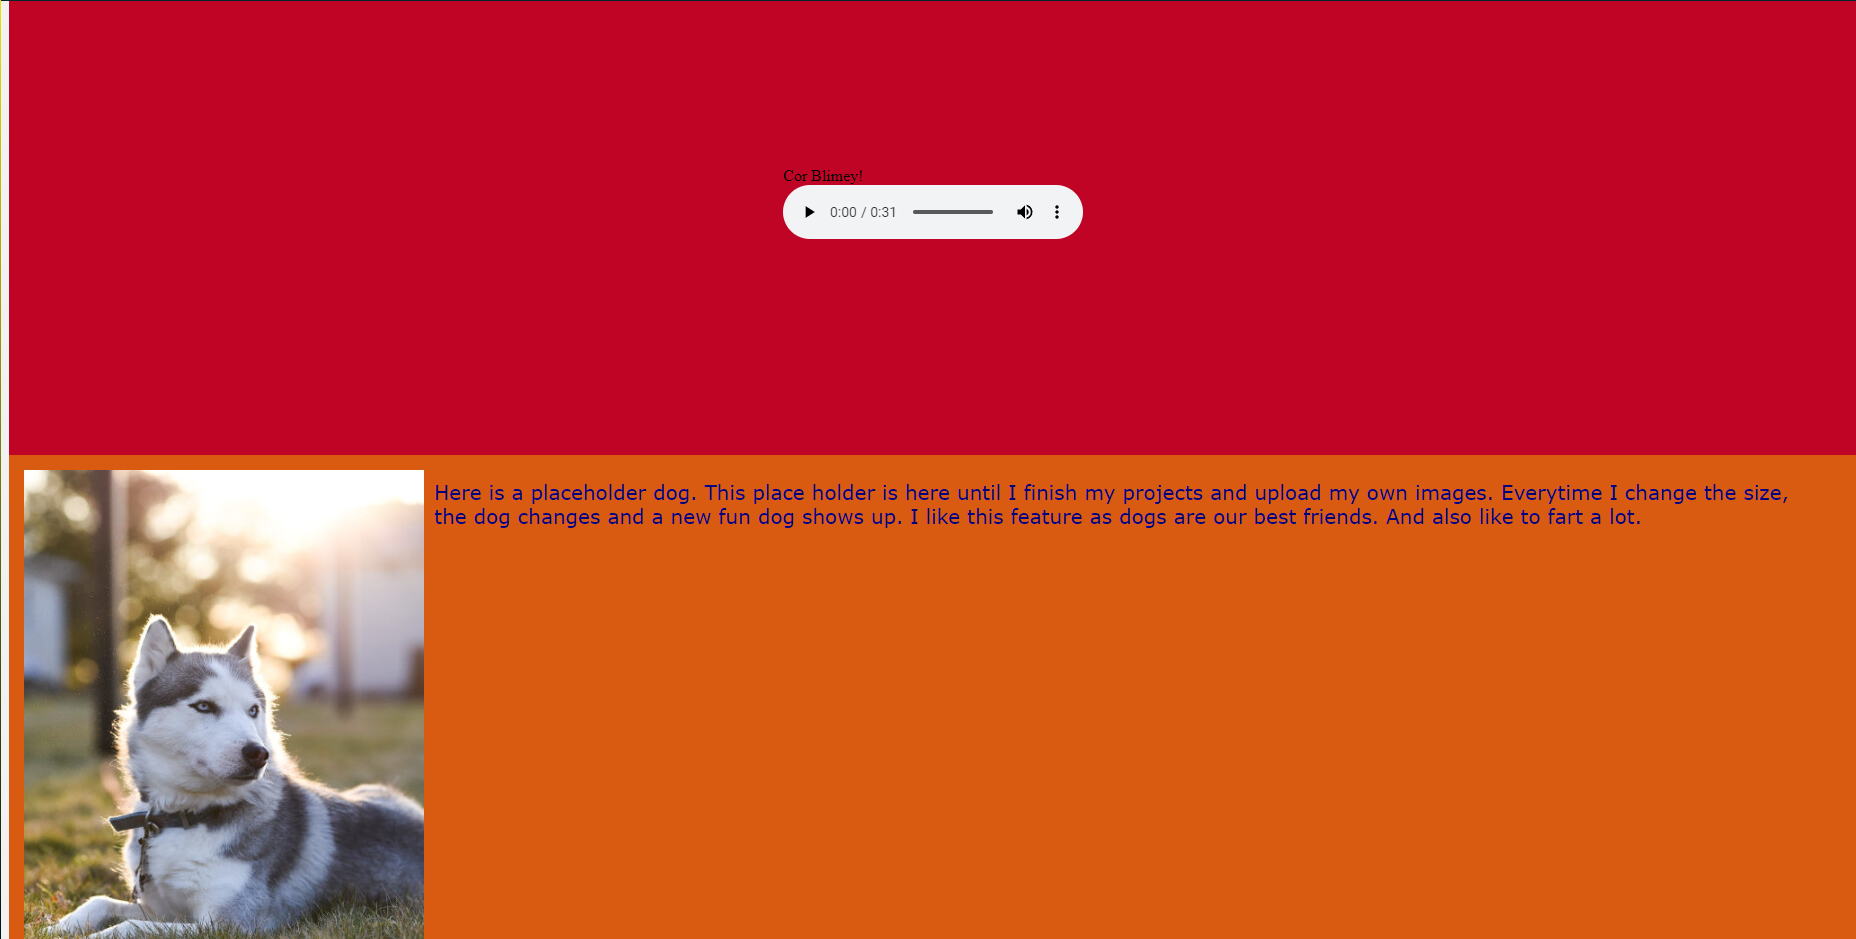 Cor Blimey!
0:00 / 0:31
Here is a placeholder dog. This place holder is here until I finish my projects and upload my own images. Everytime I change the size,
the dog changes and a new fun dog shows up. I like this feature as dogs are our best friends. And also like to fart a lot.